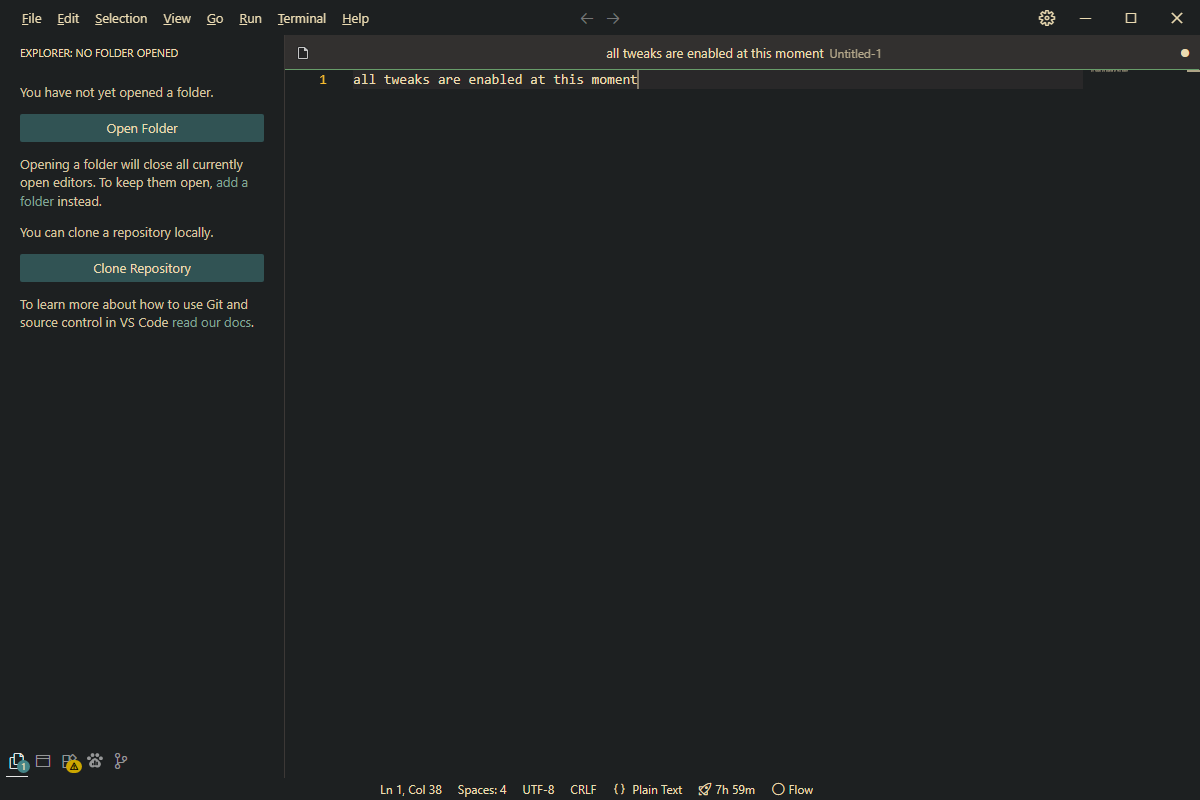 File Edit Selection View Go Run Terminal Help
EXPLORER: NO FOLDER OPENED
all tweaks are enabled at this moment Untitled-1
1 all tweaks are enabled at this moment
You have not yet opened a folder.
Open Folder
Opening a folder will close all currently
open editors. To keep them open, add a
folder instead.
You can clone a repository locally.
Clone Repository
To learn more about how to use Git and
source control in VS Code read our docs.
1
Ln 1, Col 38 Spaces: 4 UTF-8 CRLF {} Plain Text 7h 59m Flow